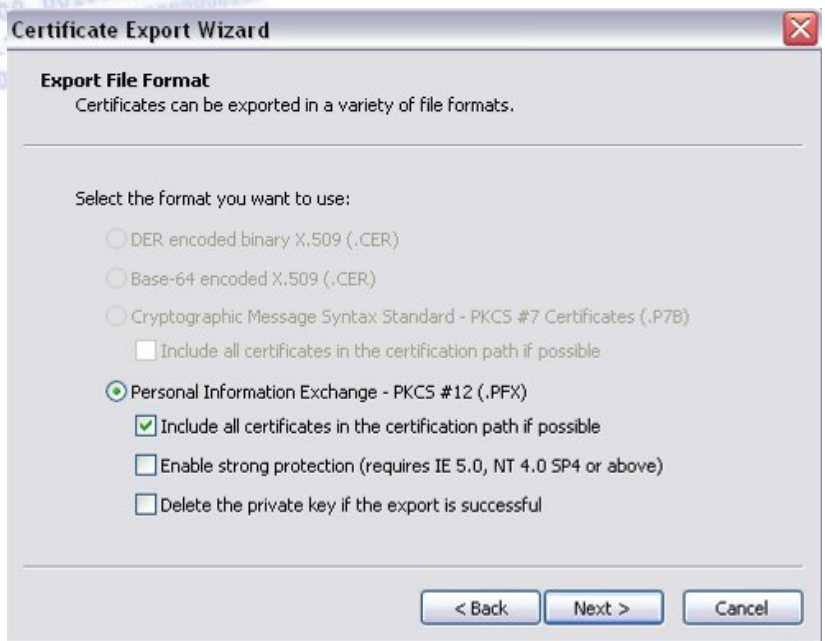 Certificate Export Wizard
Export File Format
Certificates can be exported in a variety of file formats.
Select the format you want to use:
DER encoded binary X.509 (.CER)
Base-64 encoded X.509 (.CER)
Cryptographic Message Syntax Standard - PKCS #7 Certificates (.P7B)
Include all certificates in the certification path if possible
Personal Information Exchange - PKCS #12 (.PFX)
Include all certificates in the certification path if possible
Enable strong protection (requires IE 5.0, NT 4.0 SP4 or above)
Delete the private key if the export is successful
< Back
Next >
Cancel